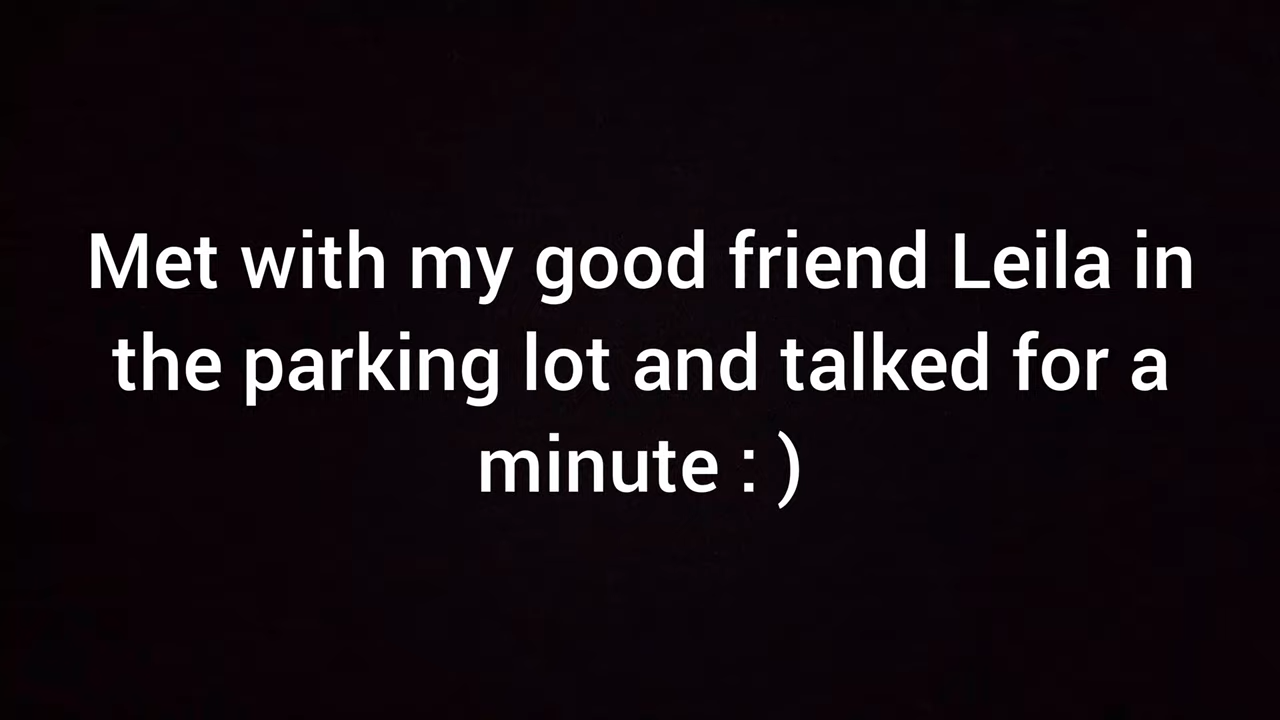 Met with my good friend Leila in
the parking lot and talked for a
minute : )